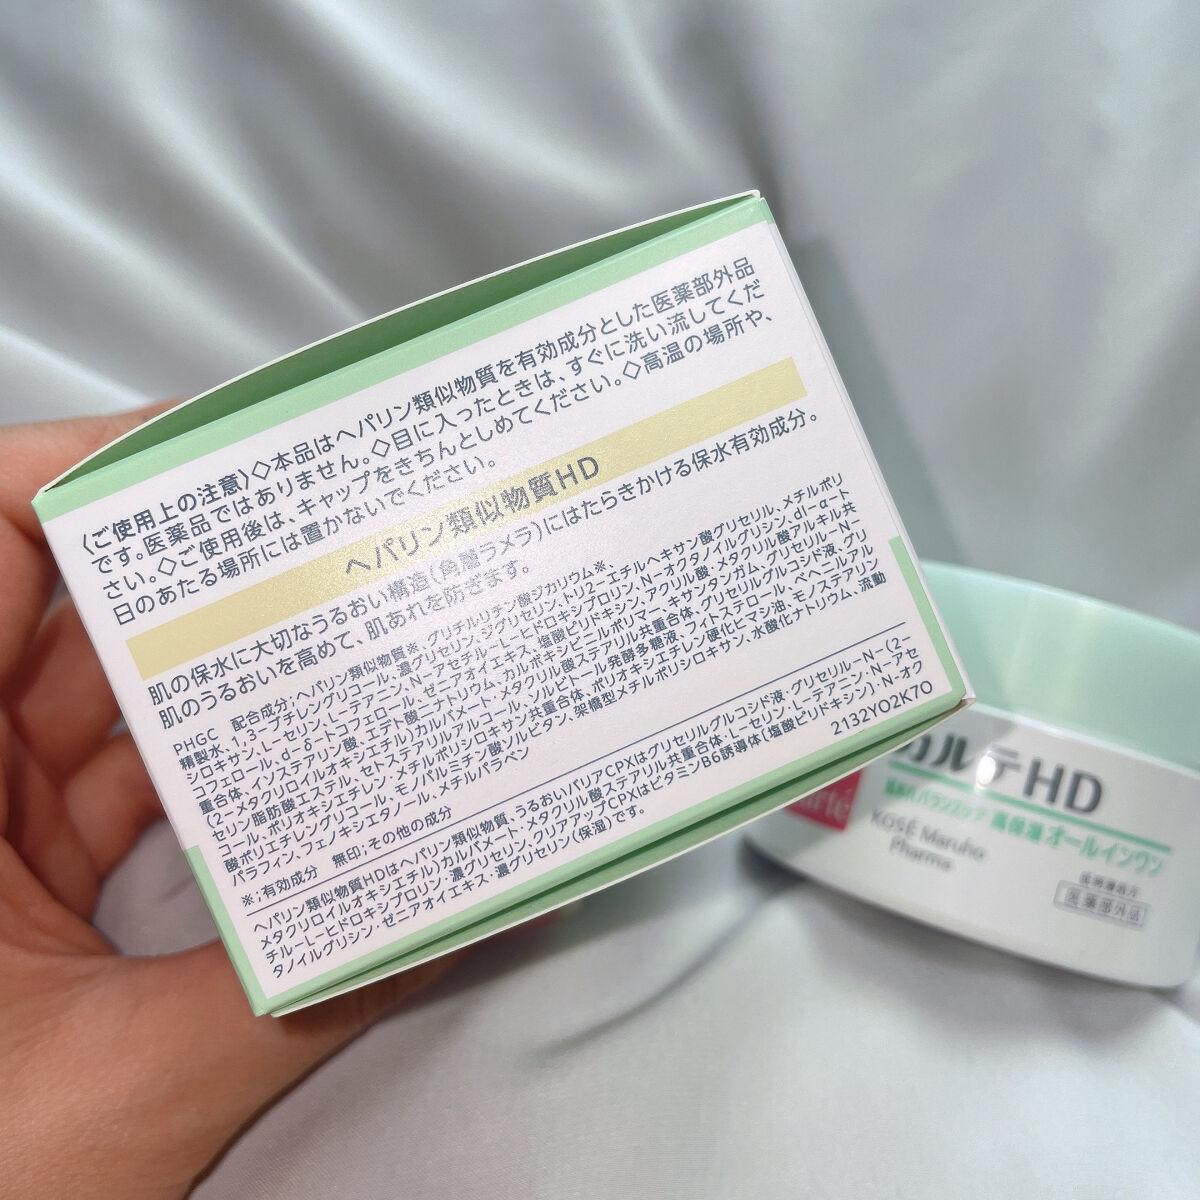 〈ご使用上の注意〉◇本品はヘパリン類似物質を有効成分とした医薬部外品
です。医薬品ではありません。◇目に入ったときは、すぐに洗い流してくだ
さい。◇ご使用後は、キャップをきちんとしめてください。◇高温の場所や、
日のあたる場所には置かないでください。
ヘパリン類似物質HD
肌の保水に大切なうるおい構造(角層ラメラ)にはたらきかける保水有効成分。
肌のうるおいを高めて、肌あれを防ぎます。
PHGC 配合成分:ヘパリン類似物質※、グリチルリチン酸ジカリウム※、
精製水、1,3-ブチレングリコール、濃グリセリン、ジグリセリン、トリ2-エチルヘキサン酸グリセリル、メチルポリ
シロキサン、L-セリン、L-テアニン、N-アセチル-L-ヒドロキシプロリン、N-オクタノイルグリシン、dl-α-ト
コフェロール、d-δ-トコフェロール、ゼニアオイエキス、塩酸ピリドキシン、アクリル酸・メタクリル酸アルキル共
重合体、イソステアリン酸、エデト酸二ナトリウム、カルボキシビニルポリマー、キサンタンガム、グリセリル-N-
(2-メタクリロイルオキシエチル)カルバメート・メタクリル酸ステアリル共重合体、グリセリルグルコシド液、グリ
セリン脂肪酸エステル、セトステアリルアルコール、ソルビトール発酵多糖液、フィトステロール、ベヘニルアル
コール、ポリオキシエチレン・メチルポリシロキサン共重合体、ポリオキシエチレン硬化ヒマシ油、モノステアリン
酸ポリエチレングリコール、モノパルミチン酸ソルビタン、架橋型メチルポリシロキサン、水酸化ナトリウム、流動
パラフィン、フェノキシエタノール、メチルパラベン
※;有効成分 無印;その他の成分
ヘパリン類似物質HDはヘパリン類似物質、うるおいバリアCPXはグリセリルグルコシド液・グリセリル-N-(2-
メタクリロイルオキシエチル)カルバメート・メタクリル酸ステアリル共重合体・L-セリン・L-テアニン・N-アセ
チル-L-ヒドロキシプロリン・濃グリセリン、クリアアップCPXはビタミンB6誘導体(塩酸ピリドキシン)・N-オク
タノイルグリシン・ゼニアオイエキス・濃グリセリン(保湿)です。
2132YO2K7O
カルテHD
高保湿オールインワン
KOSÉ Maruho
Pharma
医薬部外品